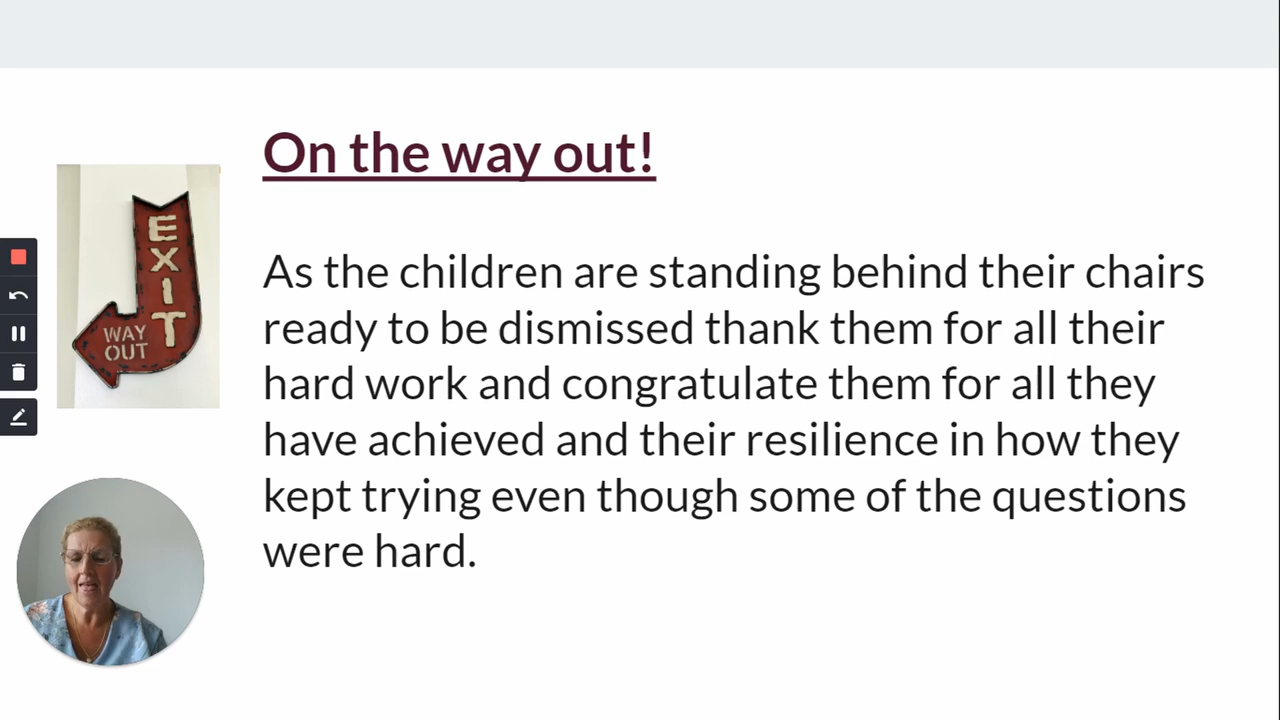 On the way out!
EXIT
WAY
OUT
As the children are standing behind their chairs
ready to be dismissed thank them for all their
hard work and congratulate them for all they
have achieved and their resilience in how they
kept trying even though some of the questions
were hard.